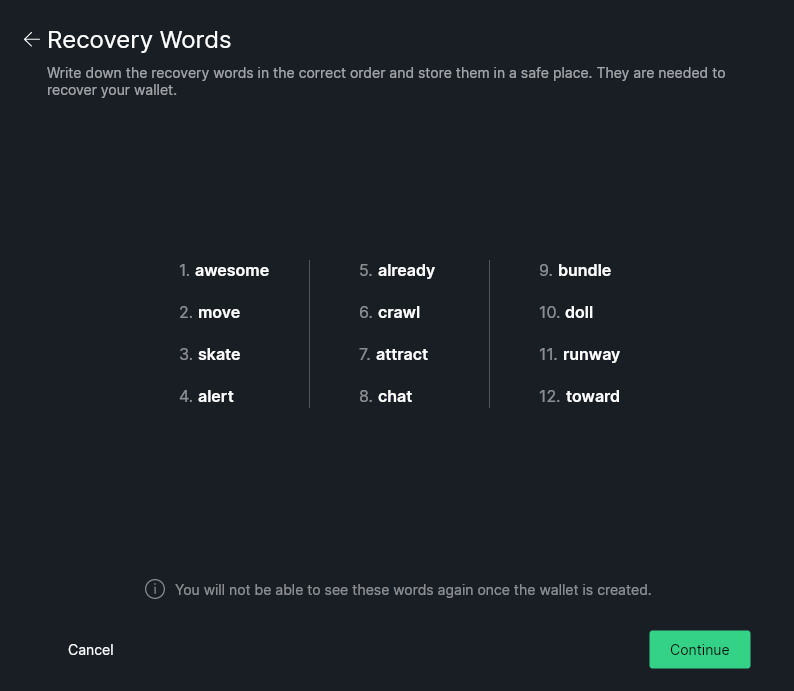 Recovery Words
Write down the recovery words in the correct order and store them in a safe place. They are needed to
recover your wallet.
1. awesome
2. move
3. skate
4. alert
5. already
6. crawl
7. attract
8. chat
9. bundle
10. doll
11. runway
12. toward
You will not be able to see these words again once the wallet is created.
Cancel
Continue